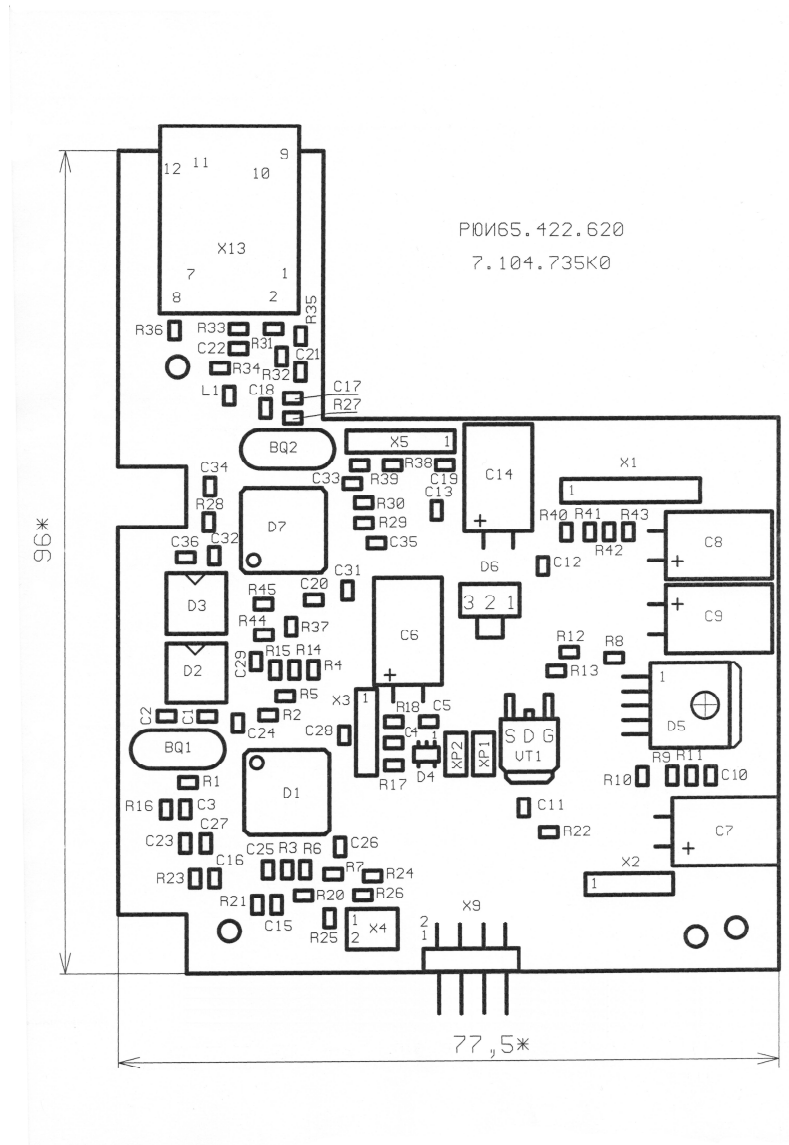 9
12 11 10
РЮИ65.422.620
X13
7.104.735К0
7 1
8 2
R36 R33 R31 R35
C22 C21
R34 R32
L1 C18 C17
R27
BQ2 X5 1
C34 C33 R39 R38 C19 C14 X1
R28 D7 R30 C13 + 1
R29 R40 R41 R43
C36 C32 C35 R42 C8
D6 C12 +
D3 R45 C20 C31 3 2 1 + C9
R44 R37 C6
D2 C29 R15 R14 R4 + R12 R8
R13 1
R5 X3 1
C2 C1 R2 R18 C5 D5
C24 C28 C4 1 S D G
BQ1 XP2 XP1 VT1
R1 R17 D4 R10 R9 R11 C10
D1
R16 C3 C11
C23 C27 C26 R22 C7
C25 R3 R6 +
R23 C16 R7 R24 X2
R21 R20 R26 1
C15 R25 1 X4 X9
2 2
1
96*
77,5*